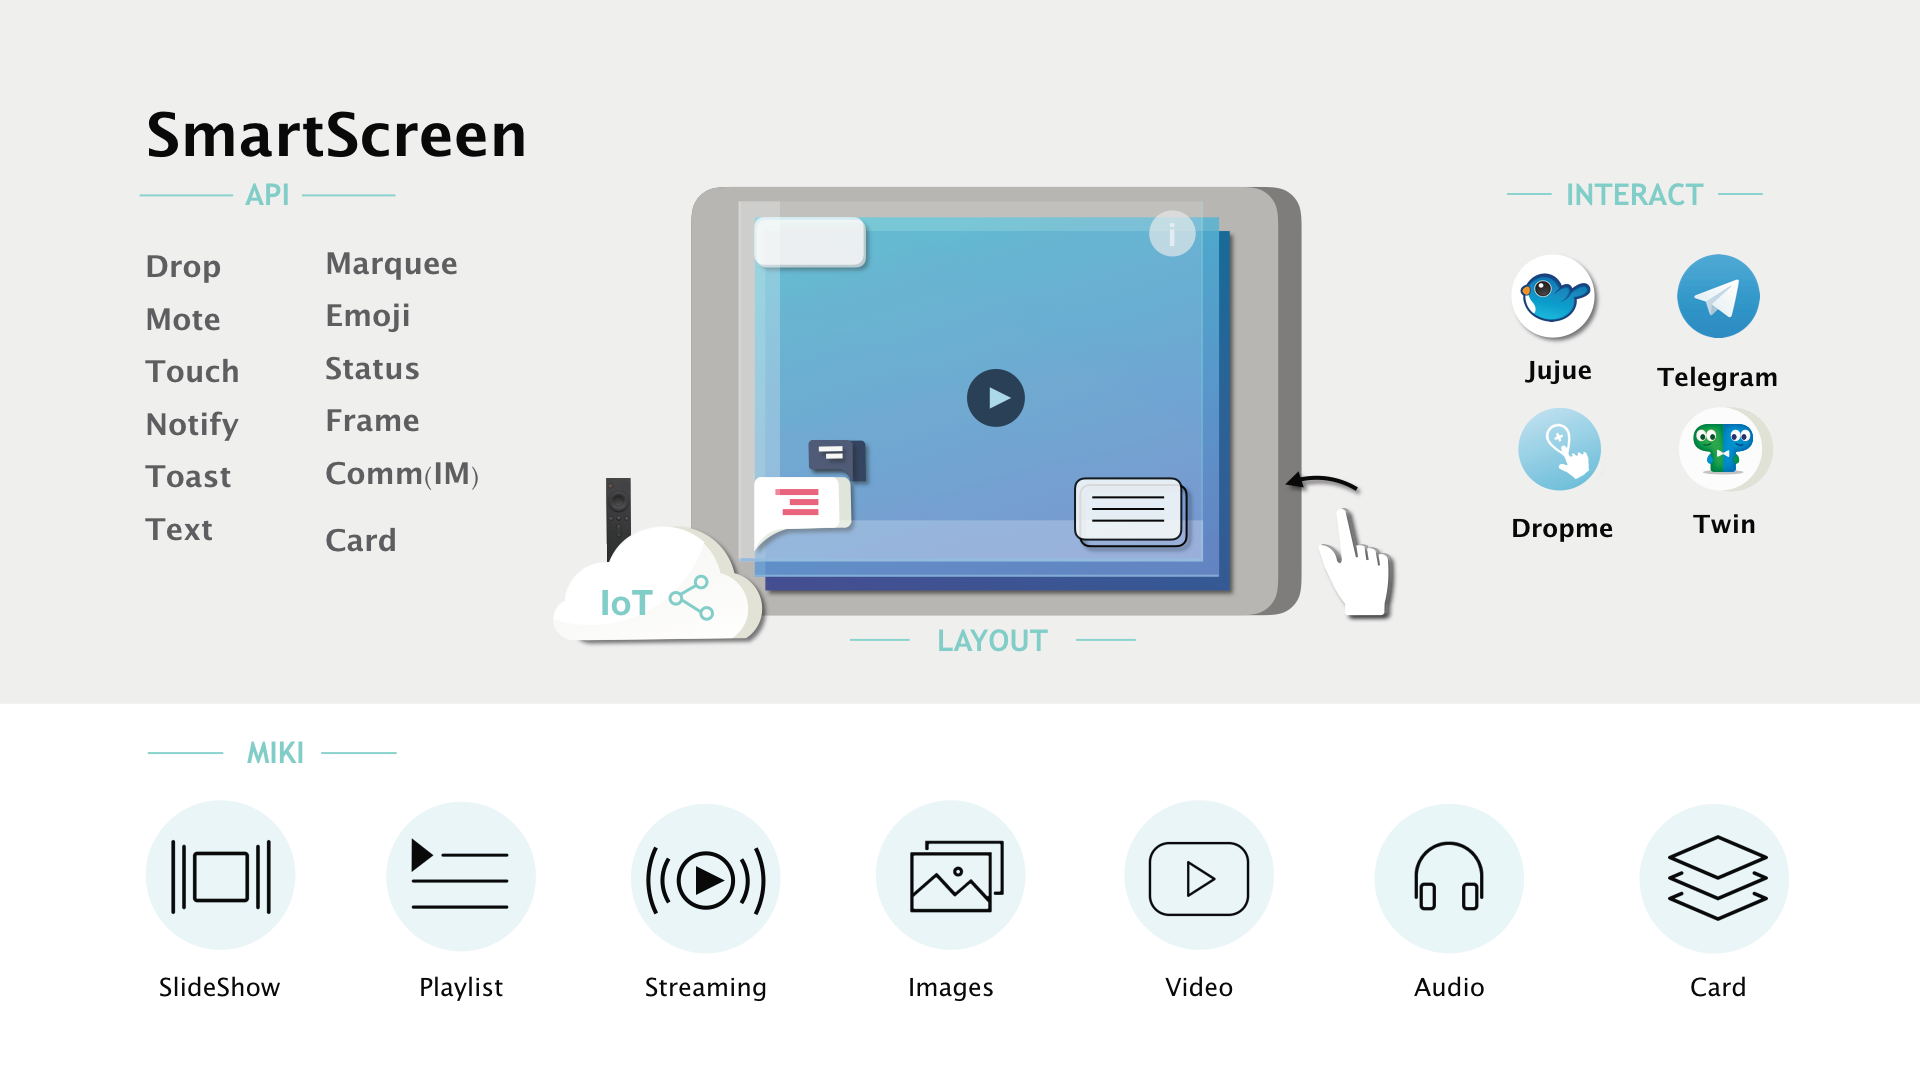 SmartScreen
API
Drop
Mote
Touch
Notify
Toast
Text
Marquee
Emoji
Status
Frame
Comm(IM)
Card
i
IoT
LAYOUT
INTERACT
Jujue
Telegram
Dropme
Twin
MIKI
SlideShow
Playlist
Streaming
Images
Video
Audio
Card